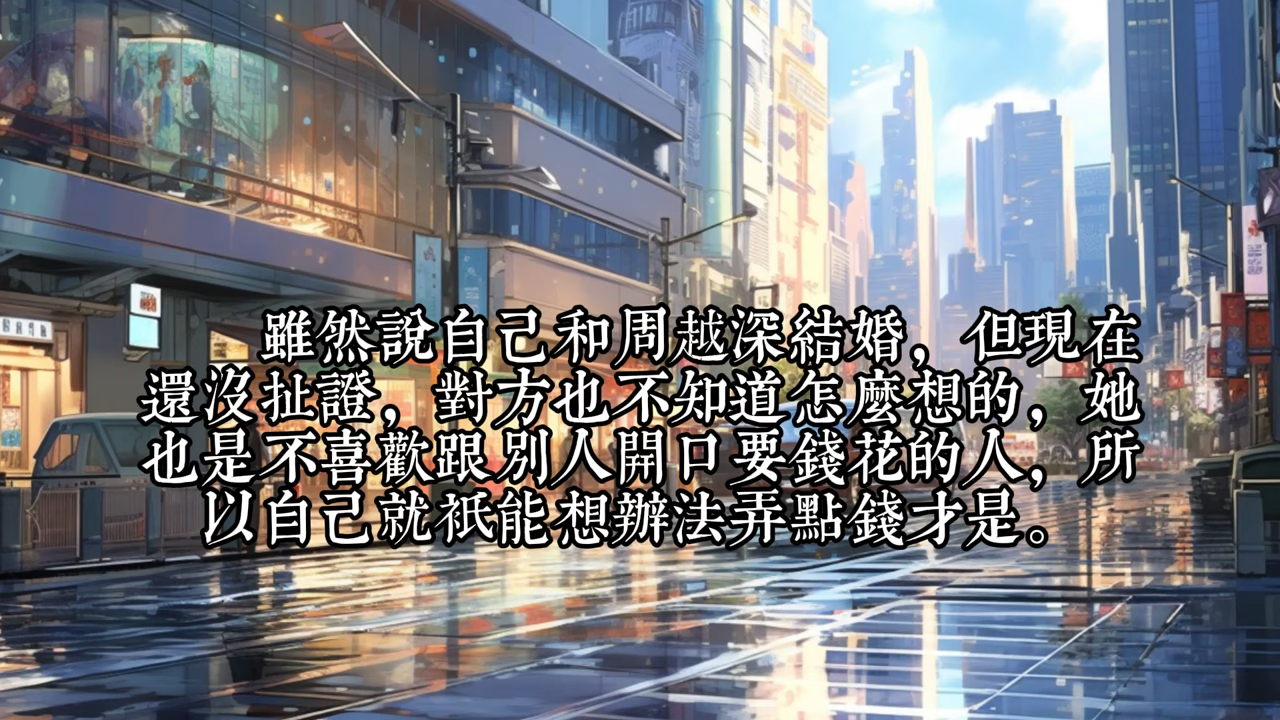 雖然說自己和周越深結婚，但現在
還沒扯證，對方也不知道怎麼想的，她
也是不喜歡跟別人開口要錢花的人，所
以自己就衹能想辦法弄點錢才是。